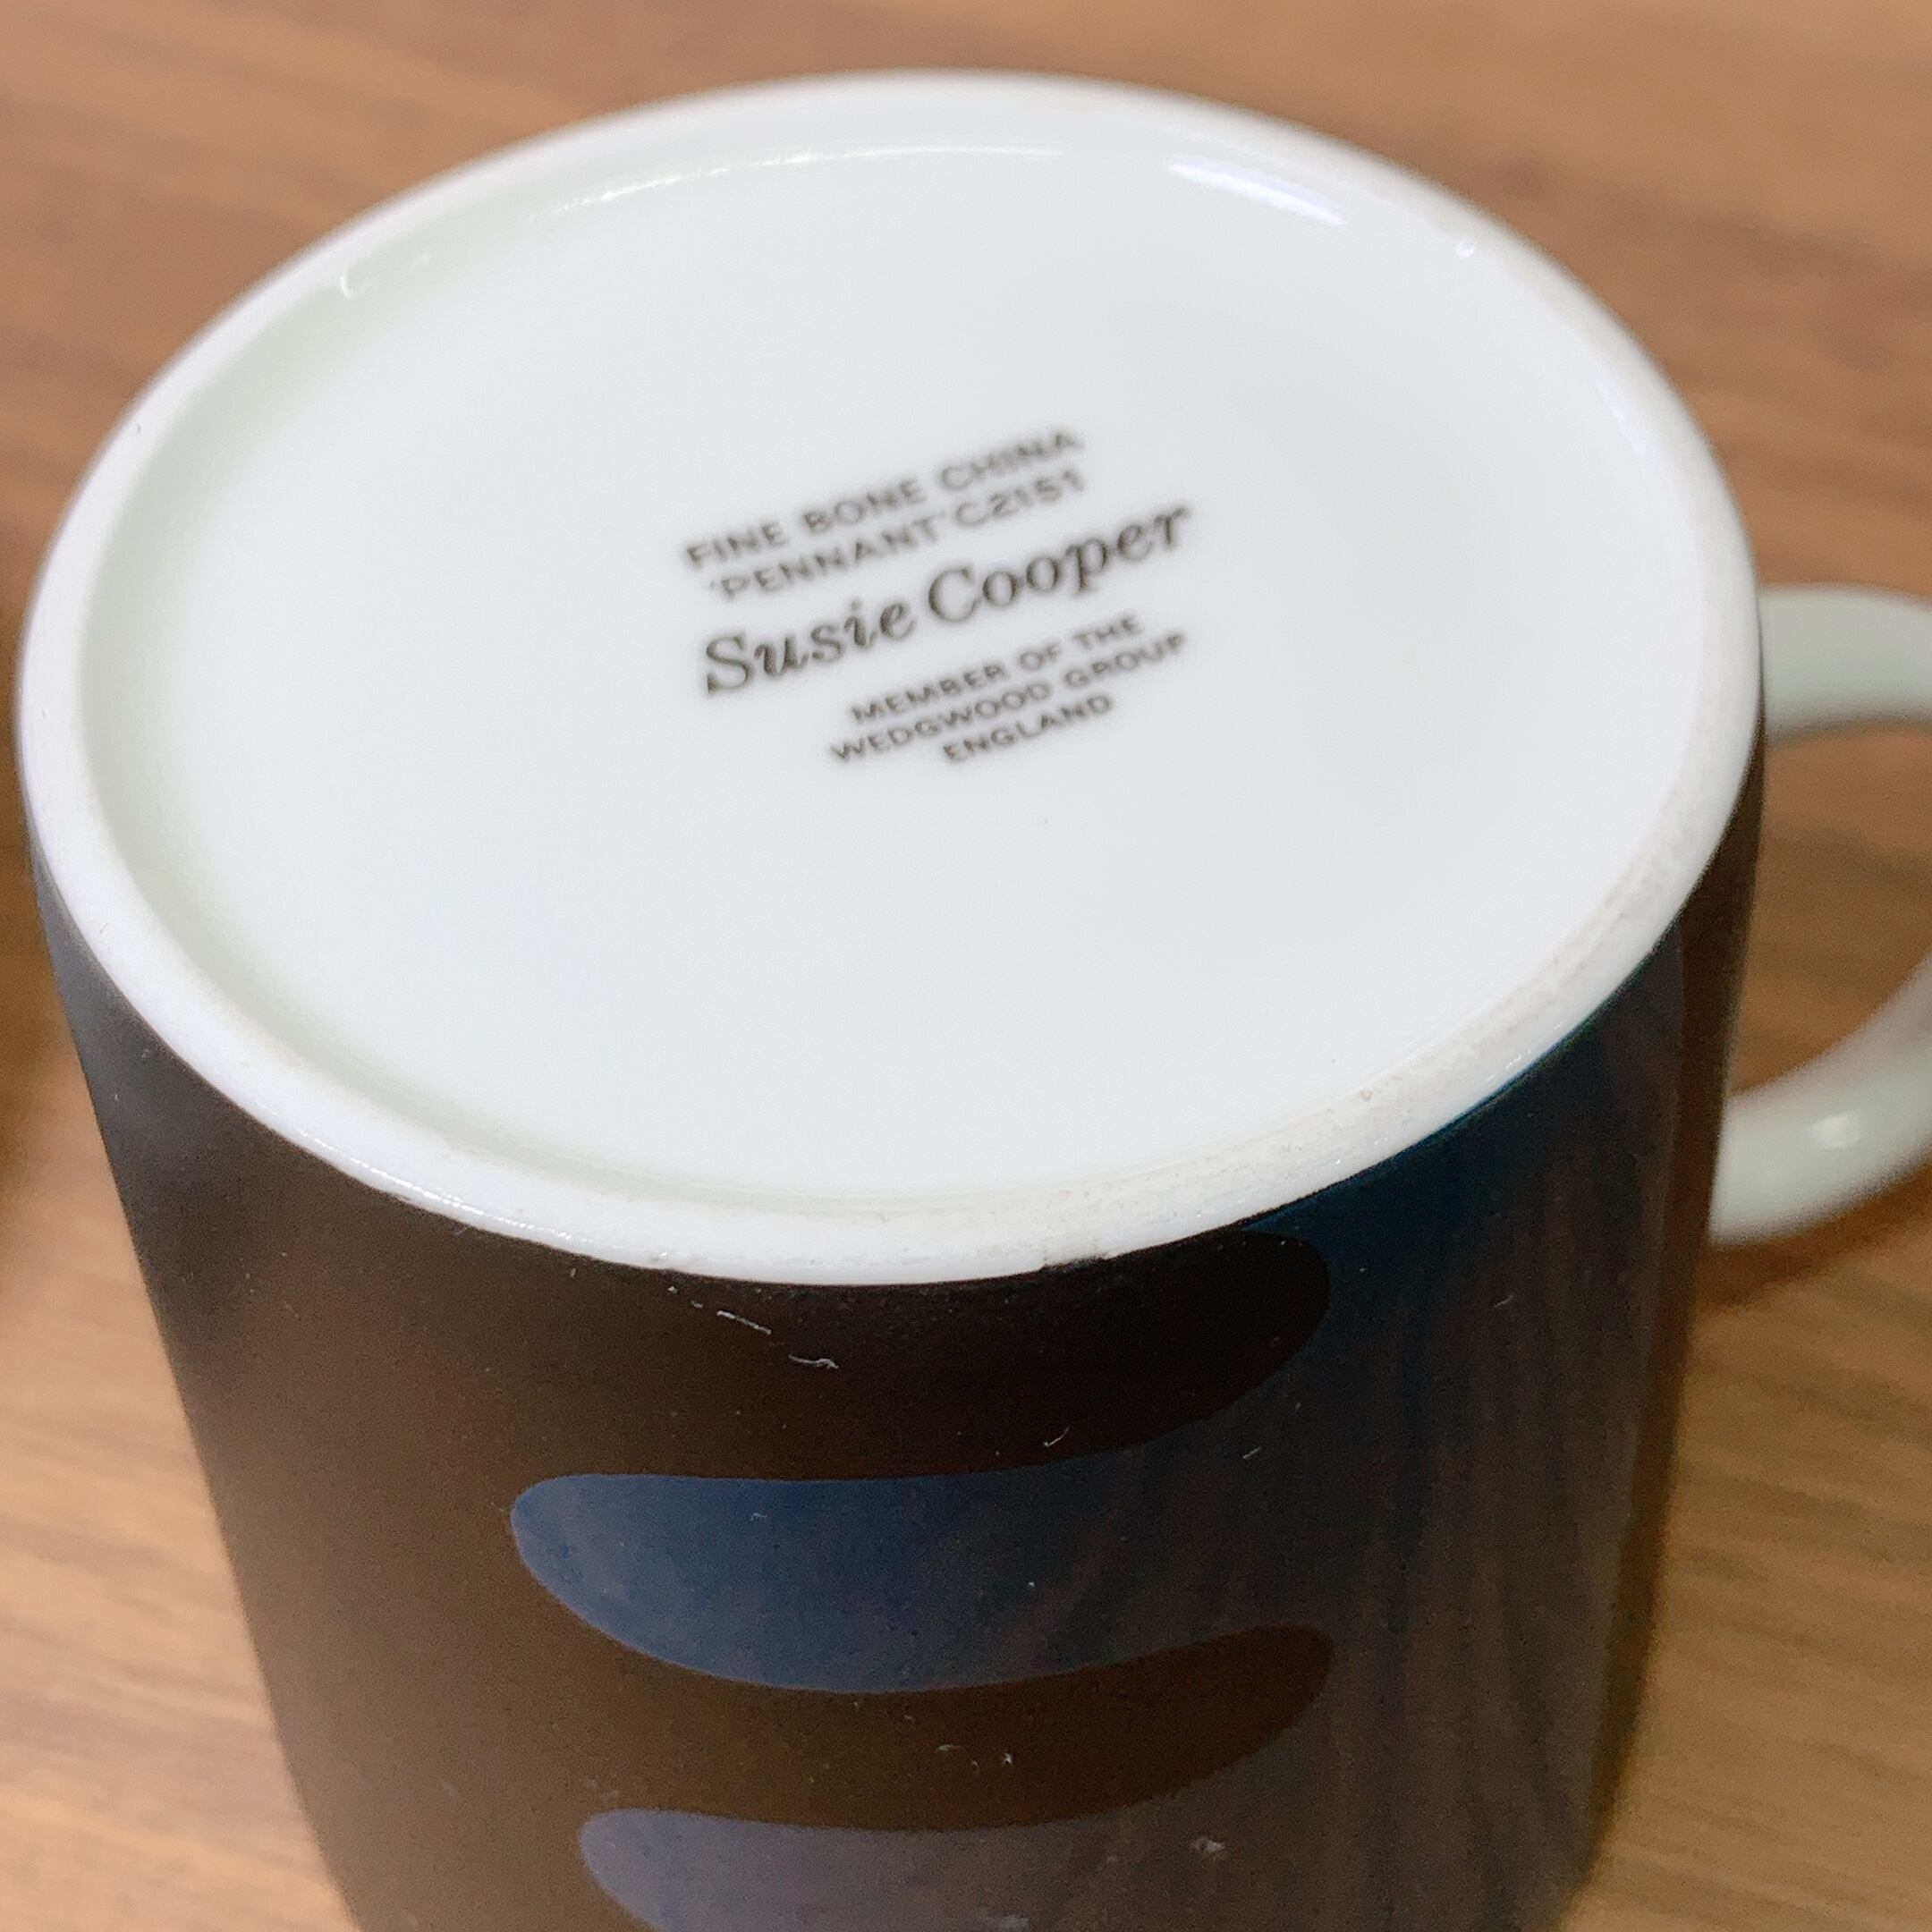 FINE BONE CHINA
'PENNANT' C2151
Susie Cooper
MEMBER OF THE
WEDGWOOD GROUP
ENGLAND